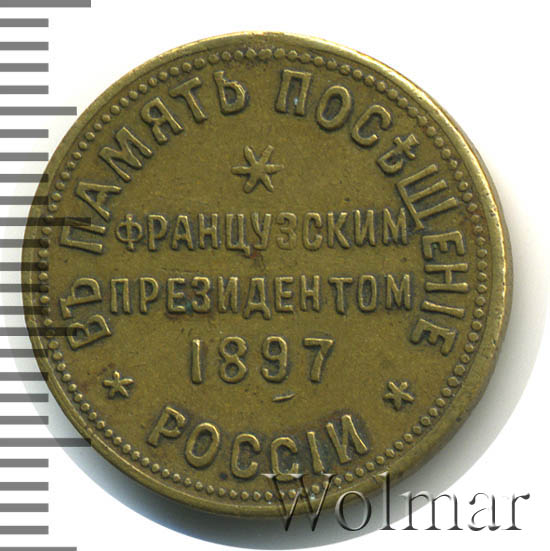 ВЪ ПАМЯТЬ ПОСѢЩЕНІЕ
ФРАНЦУЗСКИМ
ПРЕЗИДЕНТОМ
1897
РОССІИ
Wolmar